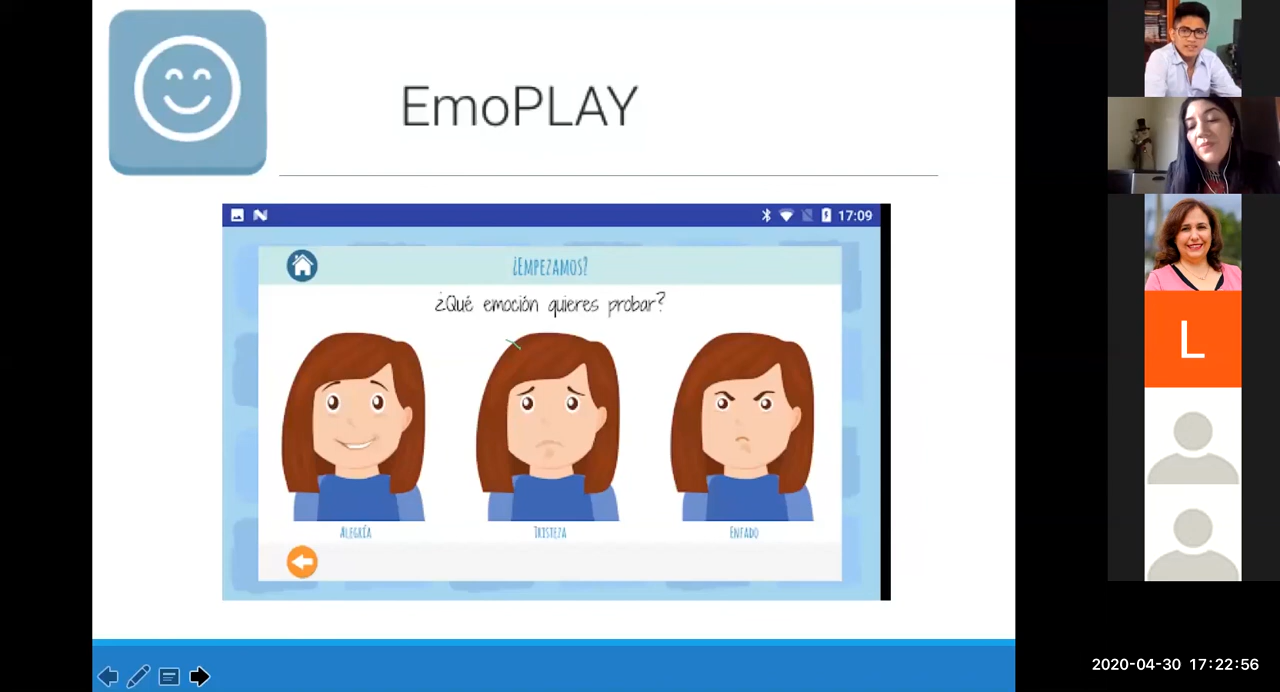 EmoPLAY
17:09
¿EMPEZAMOS?
¿Qué emoción quieres probar?
ALEGRÍA
TRISTEZA
ENFADO
L
2020-04-30 17:22:56